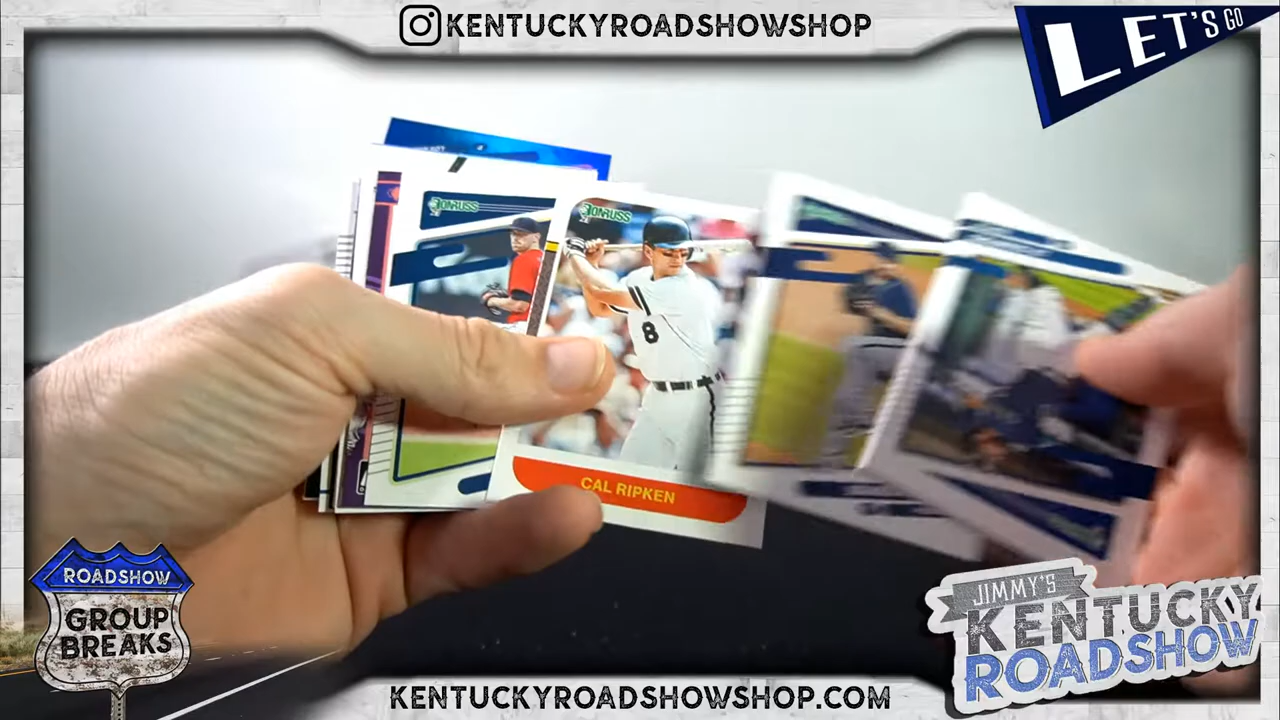 KENTUCKYROADSHOWSHOP
LET'S GO
DONRUSS
DONRUSS
8
CAL RIPKEN
ROADSHOW
GROUP
BREAKS
JIMMY'S
KENTUCKY
ROADSHOW
KENTUCKYROADSHOWSHOP.COM